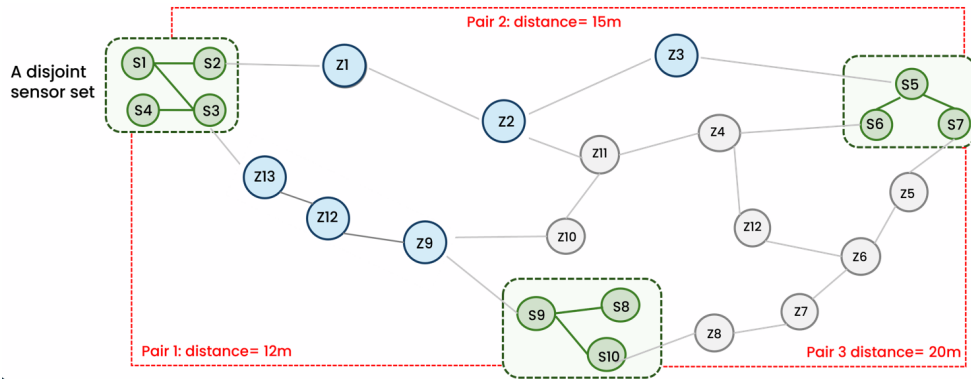 Pair 2: distance= 15m
A disjoint
sensor set
S1
S2
S4
S3
Z1
Z3
Z2
S5
S6
S7
Z11
Z4
Z13
Z12
Z9
Z10
Z12
Z5
Z6
S9
S8
S10
Z8
Z7
Pair 1: distance= 12m
Pair 3 distance= 20m